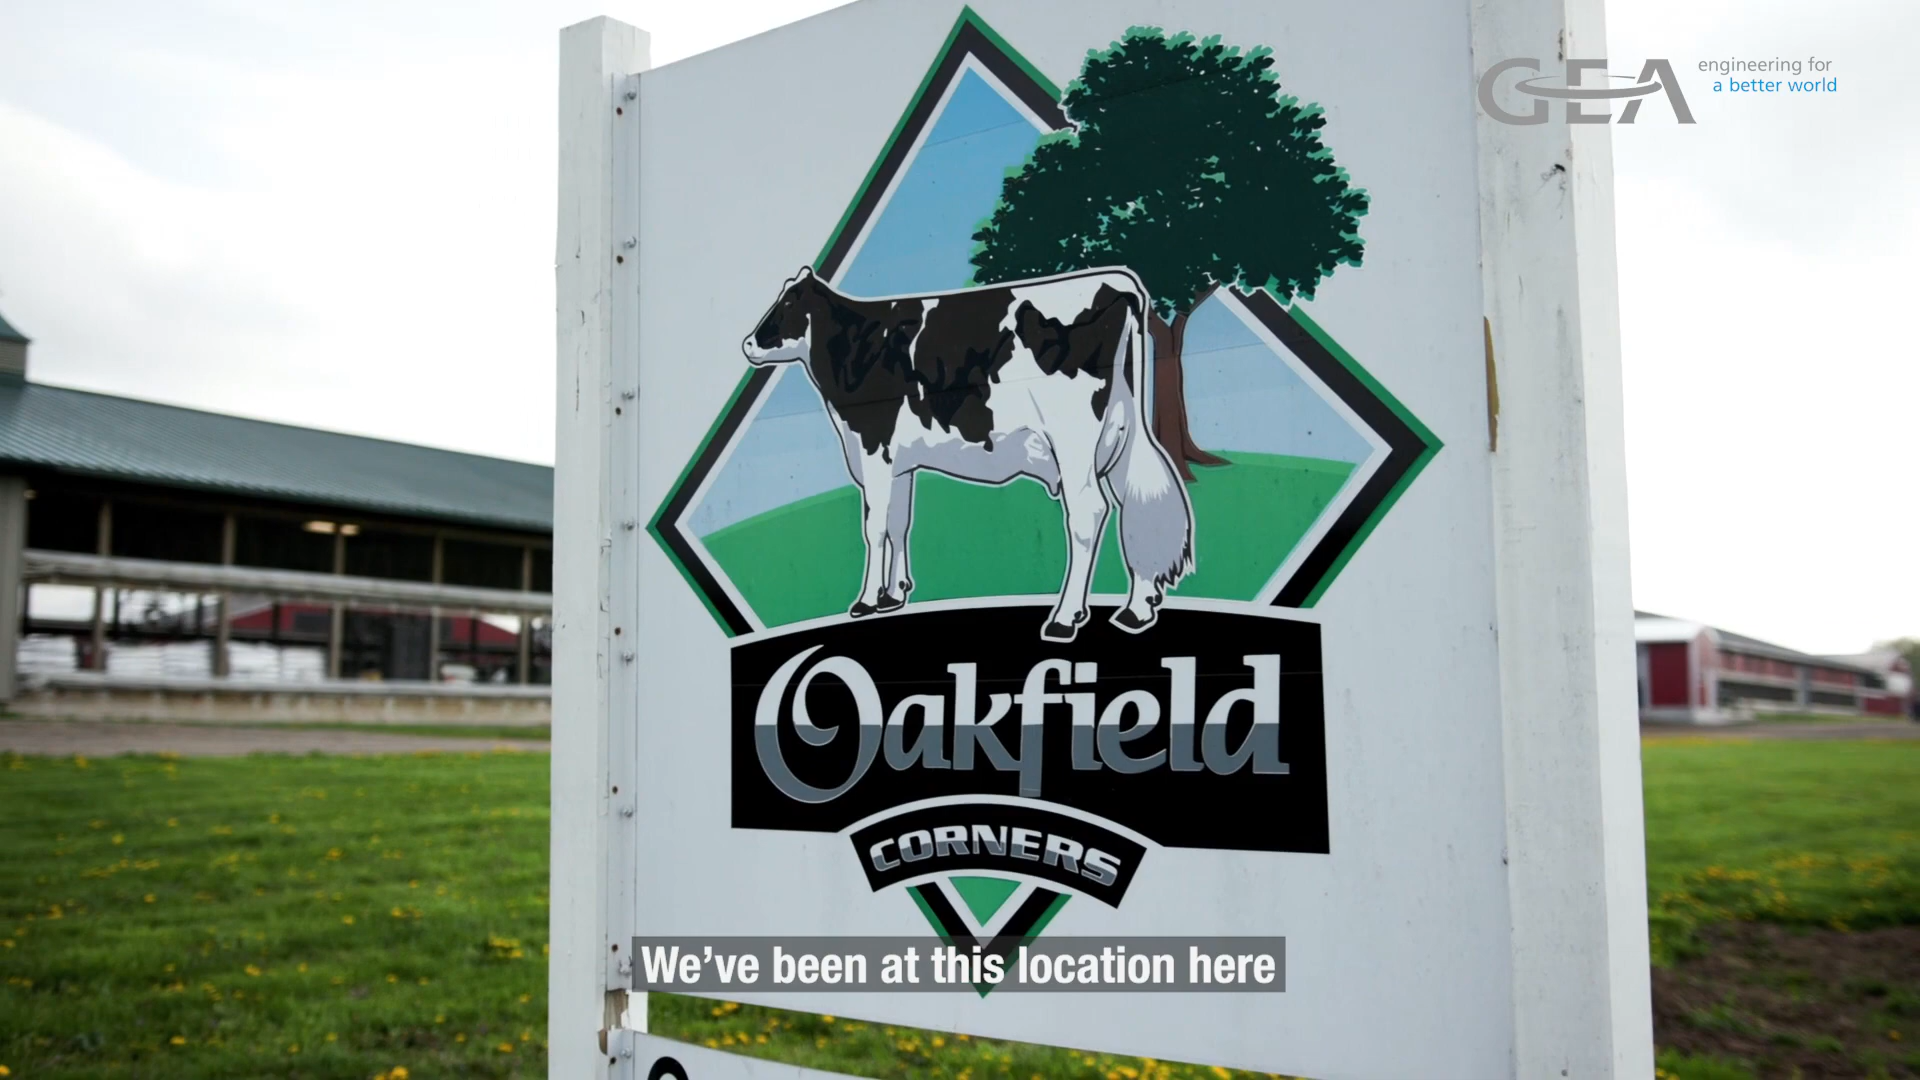 GEA
engineering for
a better world
Oakfield
CORNERS
We've been at this location here